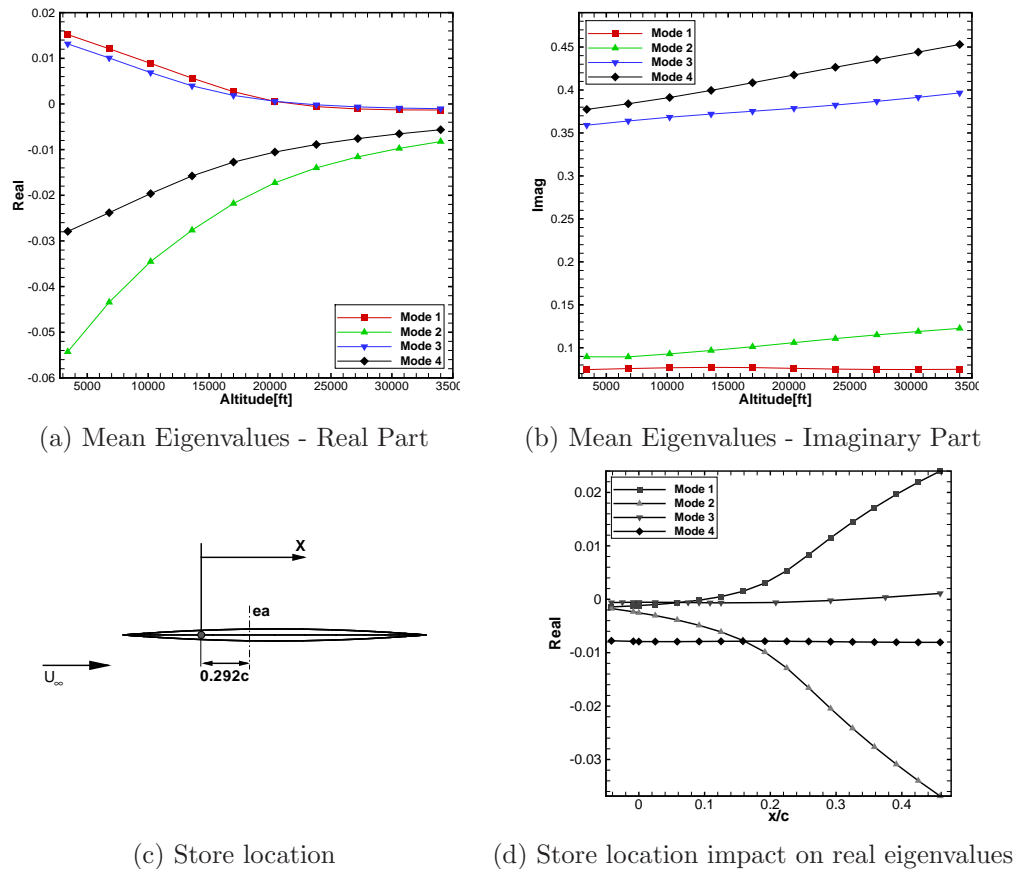 0.02
0.01
0
-0.01
-0.02
-0.03
-0.04
-0.05
-0.06
Real
5000 10000 15000 20000 25000 30000 3500
Altitude[ft]
Mode 1
Mode 2
Mode 3
Mode 4
(a) Mean Eigenvalues - Real Part
0.45
0.4
0.35
0.3
0.25
0.2
0.15
0.1
Imag
5000 10000 15000 20000 25000 30000 3500
Altitude[ft]
Mode 1
Mode 2
Mode 3
Mode 4
(b) Mean Eigenvalues - Imaginary Part
X
ea
0.292c
U∞
(c) Store location
0.02
0.01
0
-0.01
-0.02
-0.03
Real
0 0.1 0.2 0.3 0.4
x/c
Mode 1
Mode 2
Mode 3
Mode 4
(d) Store location impact on real eigenvalues